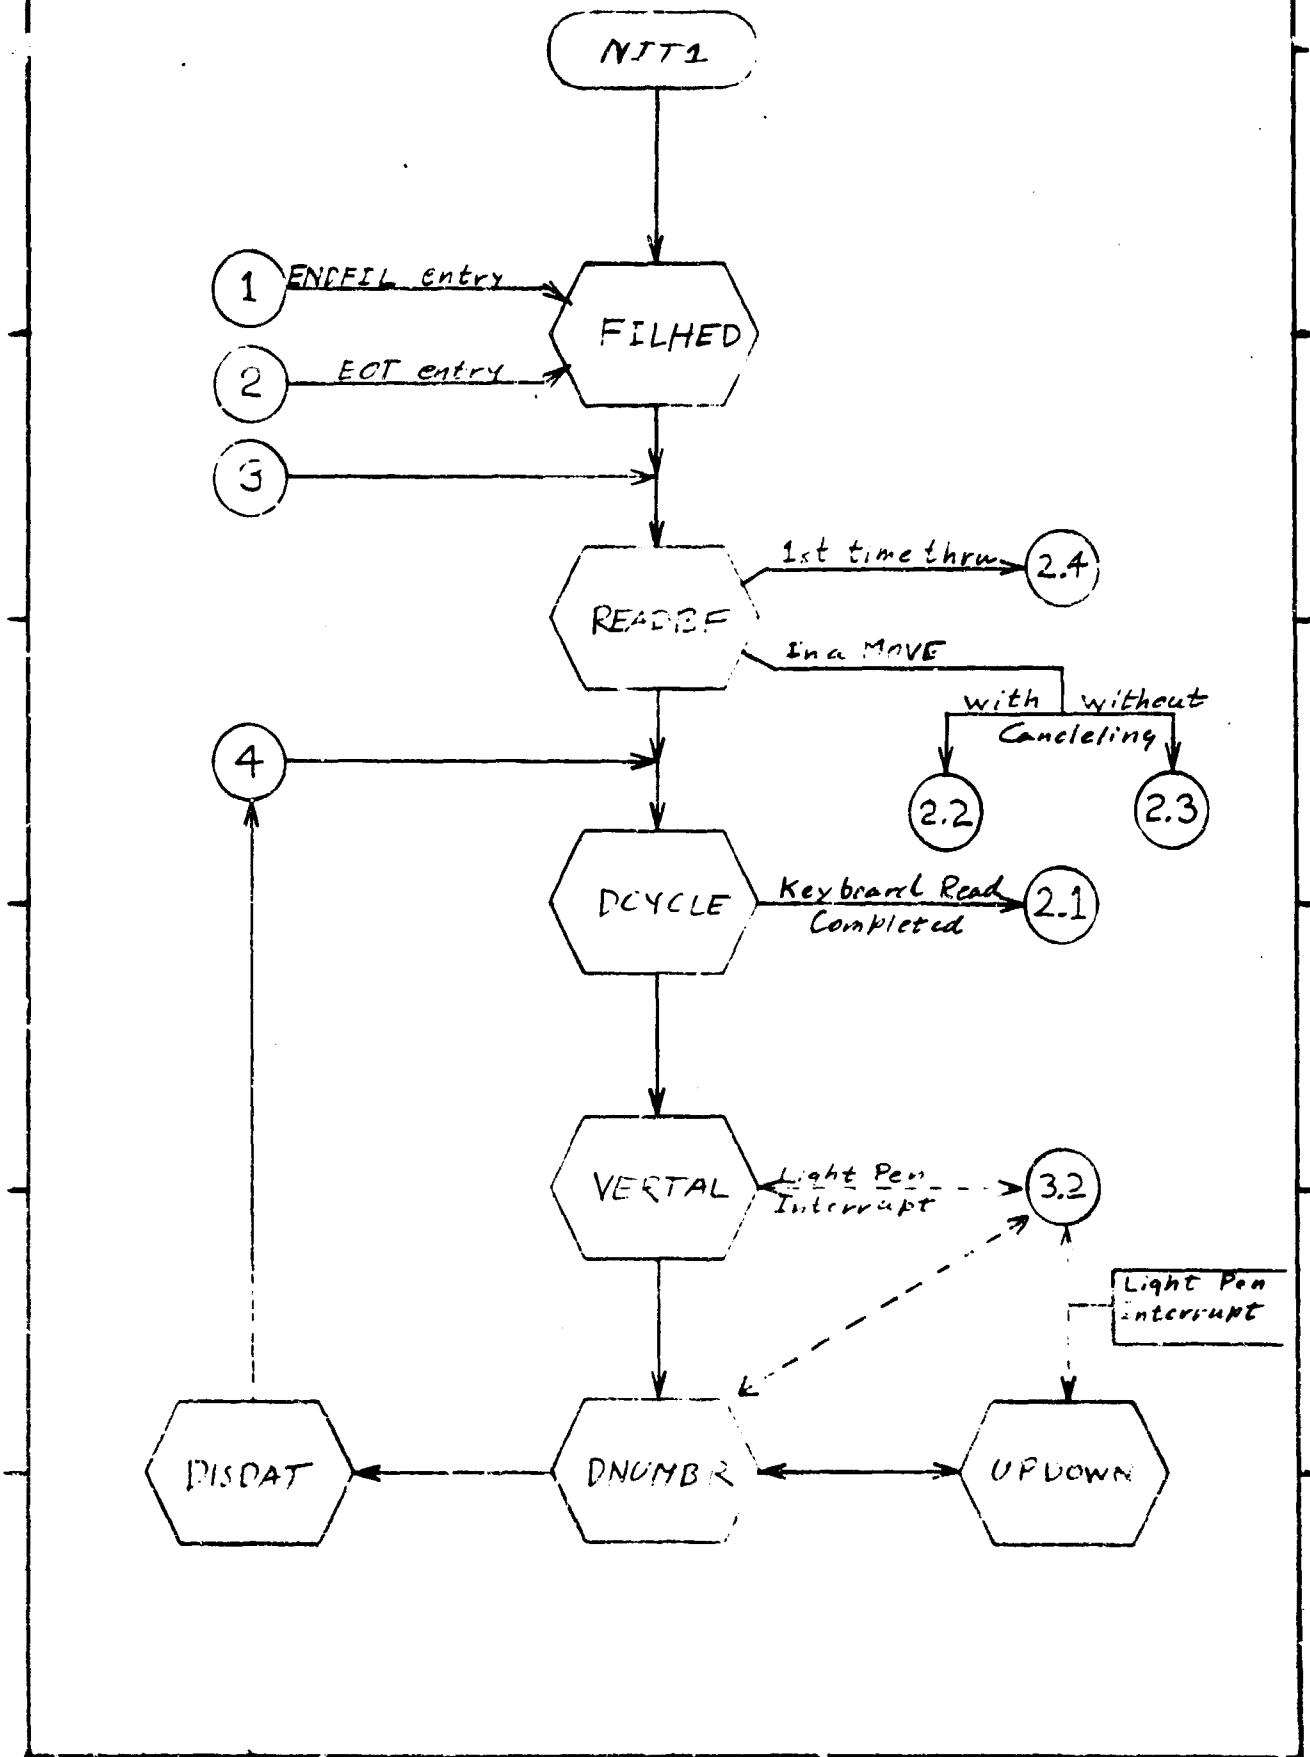 NIT1
1
ENDFIL entry
FILHED
2
EOT entry
3
1st time thru
2.4
READBF
In a MOVE
with without
Cancleling
4
2.2
2.3
DCYCLE
Keyboard Read
Completed
2.1
VERTAL
Light Pen
Interrupt
3.2
Light Pen
Interrupt
DISDAT
DNUMBR
UPDOWN